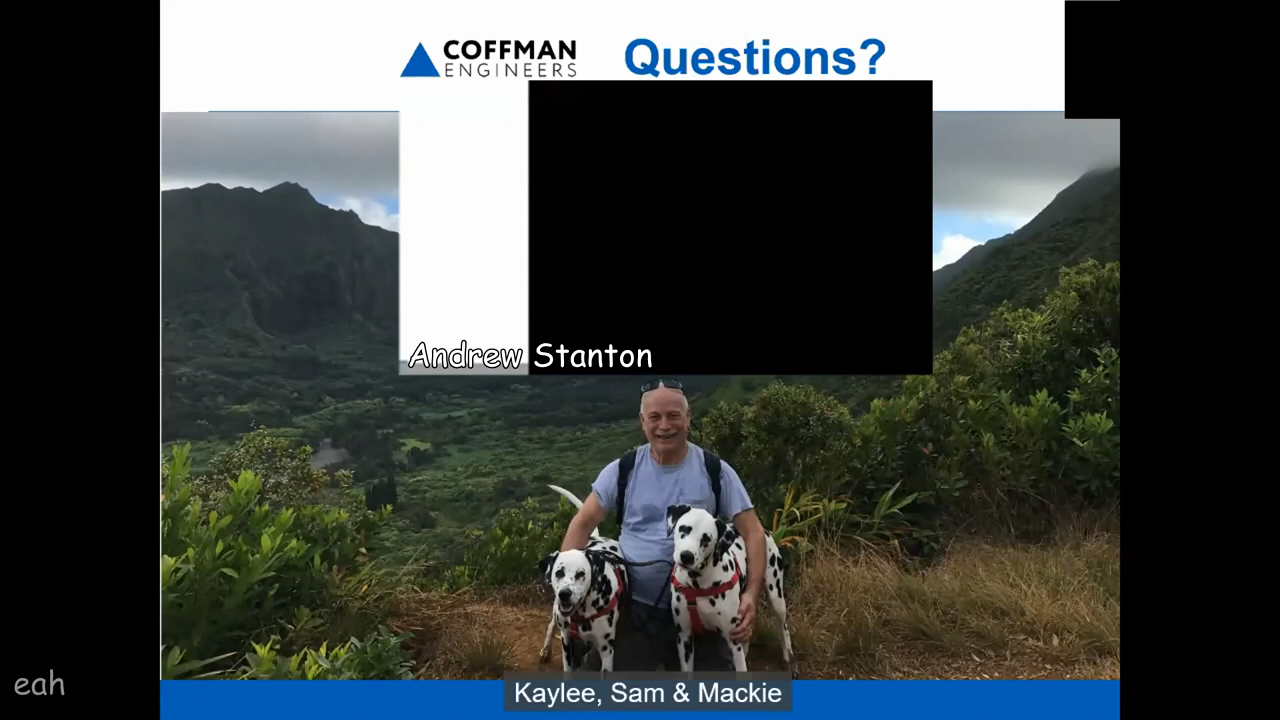 COFFMAN
ENGINEERS
Questions?
Andrew Stanton
eah
Kaylee, Sam & Mackie